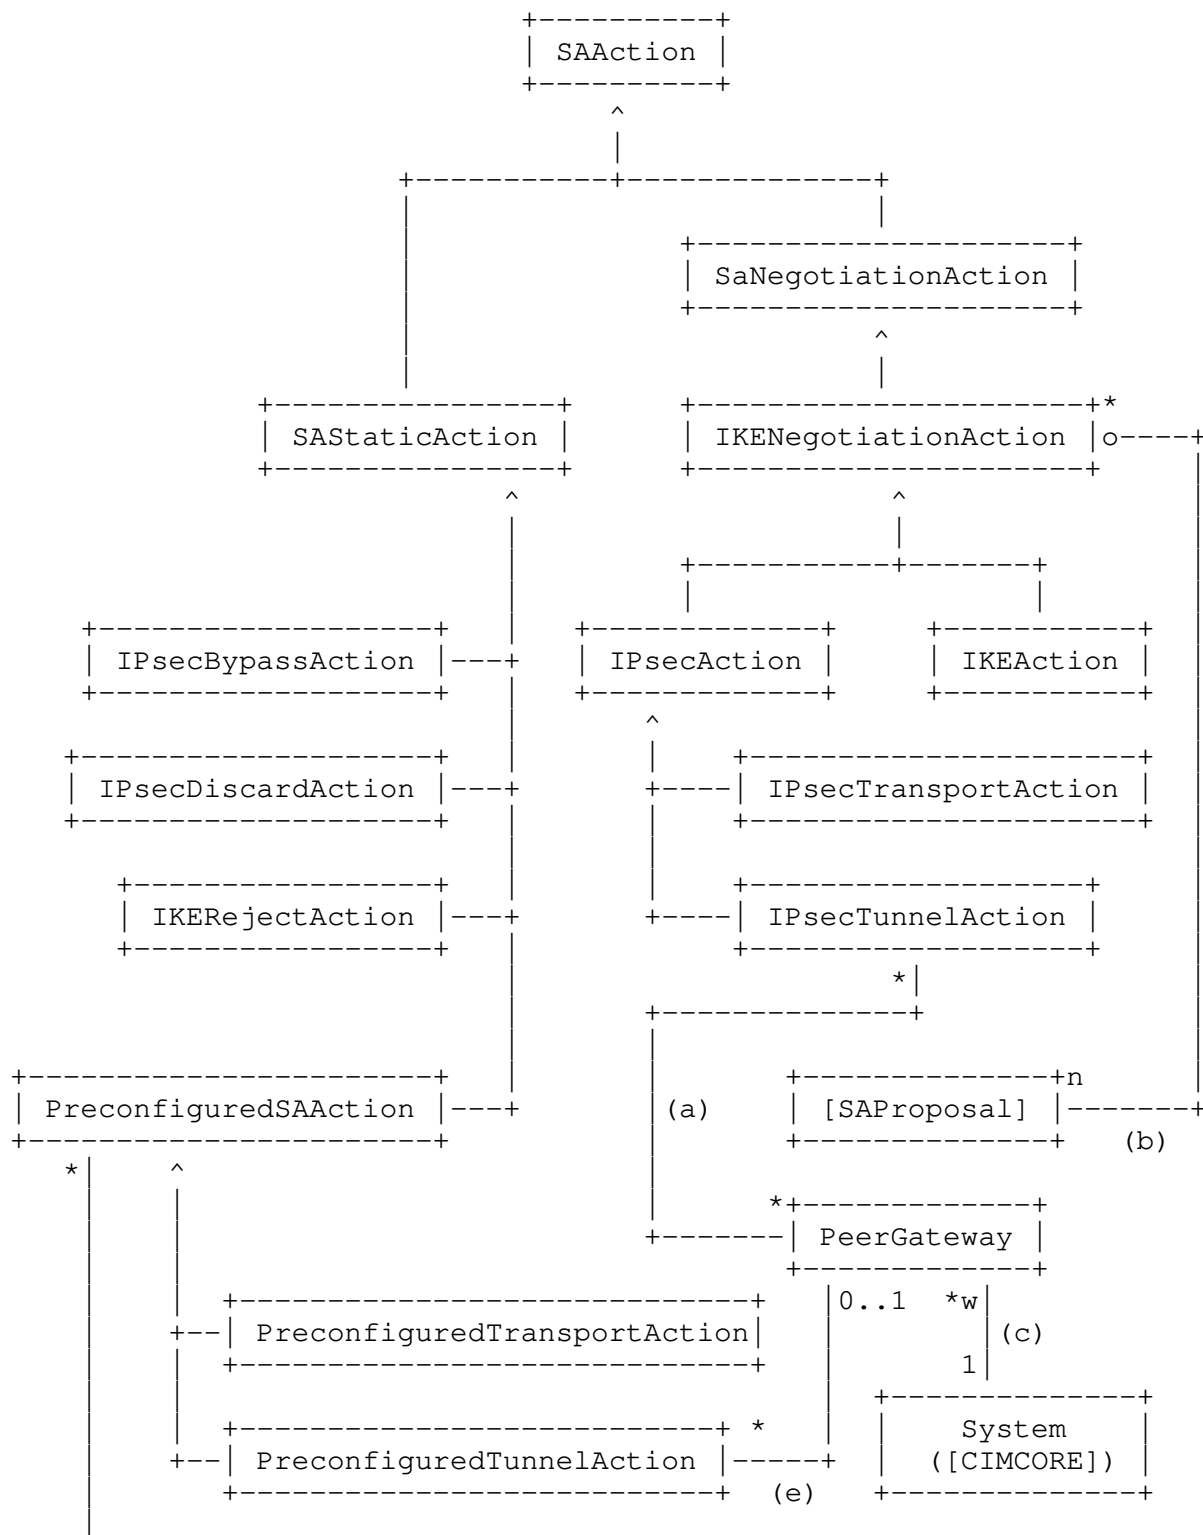 SAAction
SaNegotiationAction
*
SAStaticAction IKENegotiationAction o
IPsecBypassAction IPsecAction IKEAction
IPsecDiscardAction IPsecTransportAction
IKERejectAction IPsecTunnelAction
*
n
PreconfiguredSAAction (a) [SAProposal]
(b)
*
*
PeerGateway
0..1 *w
PreconfiguredTransportAction (c)
1
* System
PreconfiguredTunnelAction ([CIMCORE])
(e)